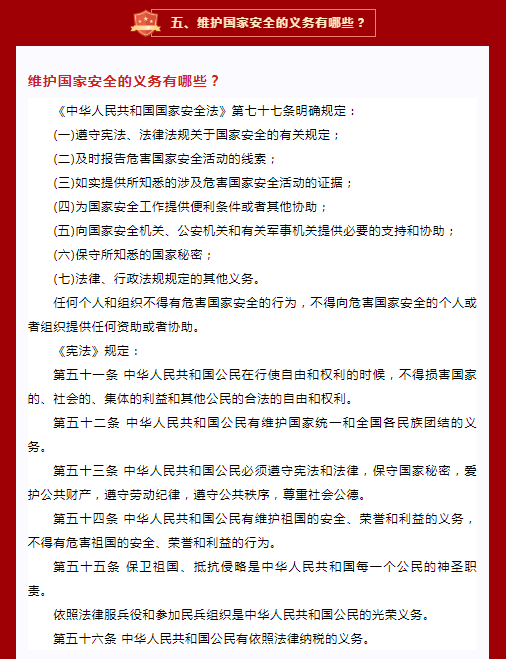 五、维护国家安全的义务有哪些？
维护国家安全的义务有哪些？
《中华人民共和国国家安全法》第七十七条明确规定：
(一)遵守宪法、法律法规关于国家安全的有关规定；
(二)及时报告危害国家安全活动的线索；
(三)如实提供所知悉的涉及危害国家安全活动的证据；
(四)为国家安全工作提供便利条件或者其他协助；
(五)向国家安全机关、公安机关和有关军事机关提供必要的支持和协助；
(六)保守所知悉的国家秘密；
(七)法律、行政法规规定的其他义务。
任何个人和组织不得有危害国家安全的行为，不得向危害国家安全的个人或
者组织提供任何资助或者协助。
《宪法》规定：
第五十一条 中华人民共和国公民在行使自由和权利的时候，不得损害国家
的、社会的、集体的利益和其他公民的合法的自由和权利。
第五十二条 中华人民共和国公民有维护国家统一和全国各民族团结的义
务。
第五十三条 中华人民共和国公民必须遵守宪法和法律，保守国家秘密，爱
护公共财产，遵守劳动纪律，遵守公共秩序，尊重社会公德。
第五十四条 中华人民共和国公民有维护祖国的安全、荣誉和利益的义务，
不得有危害祖国的安全、荣誉和利益的行为。
第五十五条 保卫祖国、抵抗侵略是中华人民共和国每一个公民的神圣职
责。
依照法律服兵役和参加民兵组织是中华人民共和国公民的光荣义务。
第五十六条 中华人民共和国公民有依照法律纳税的义务。